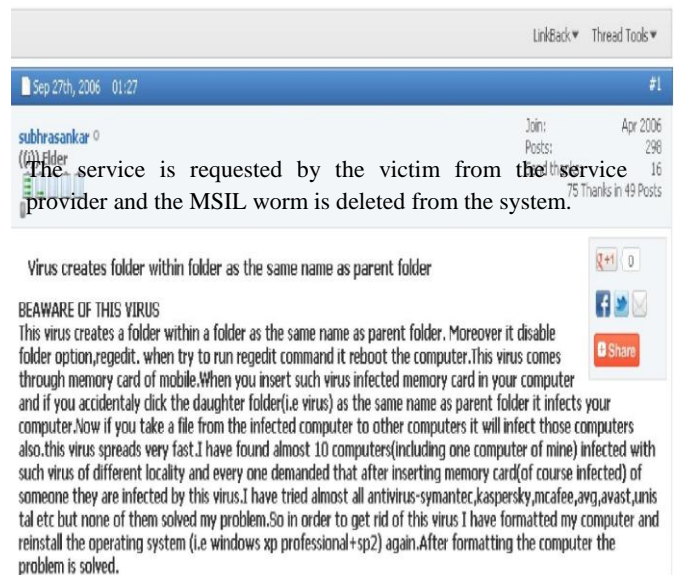 LinkBack▾ Thread Tools▾
Sep 27th, 2006 01:27 #1
subhrasankar
((i)) Elder
Join: Apr 2006
Posts: 298
16
75 Thanks in 49 Posts
The service is requested by the victim from the service
provider and the MSIL worm is deleted from the system.
Virus creates folder within folder as the same name as parent folder
+1 0
Share
BEAWARE OF THIS VIRUS
This virus creates a folder within a folder as the same name as parent folder. Moreover it disable
folder option,regedit. when try to run regedit command it reboot the computer.This virus comes
through memory card of mobile.When you insert such virus infected memory card in your computer
and if you accidentaly click the daughter folder(i.e virus) as the same name as parent folder it infects your
computer.Now if you take a file from the infected computer to other computers it will infect those computers
also.this virus spreads very fast.I have found almost 10 computers(including one computer of mine) infected with
such virus of different locality and every one demanded that after inserting memory card(of course infected) of
someone they are infected by this virus.I have tried almost all antivirus-symantec,kaspersky,mcafee,avg,avast,unis
tal etc but none of them solved my problem.So in order to get rid of this virus I have formatted my computer and
reinstall the operating system (i.e windows xp professional+sp2) again.After formatting the computer the
problem is solved.